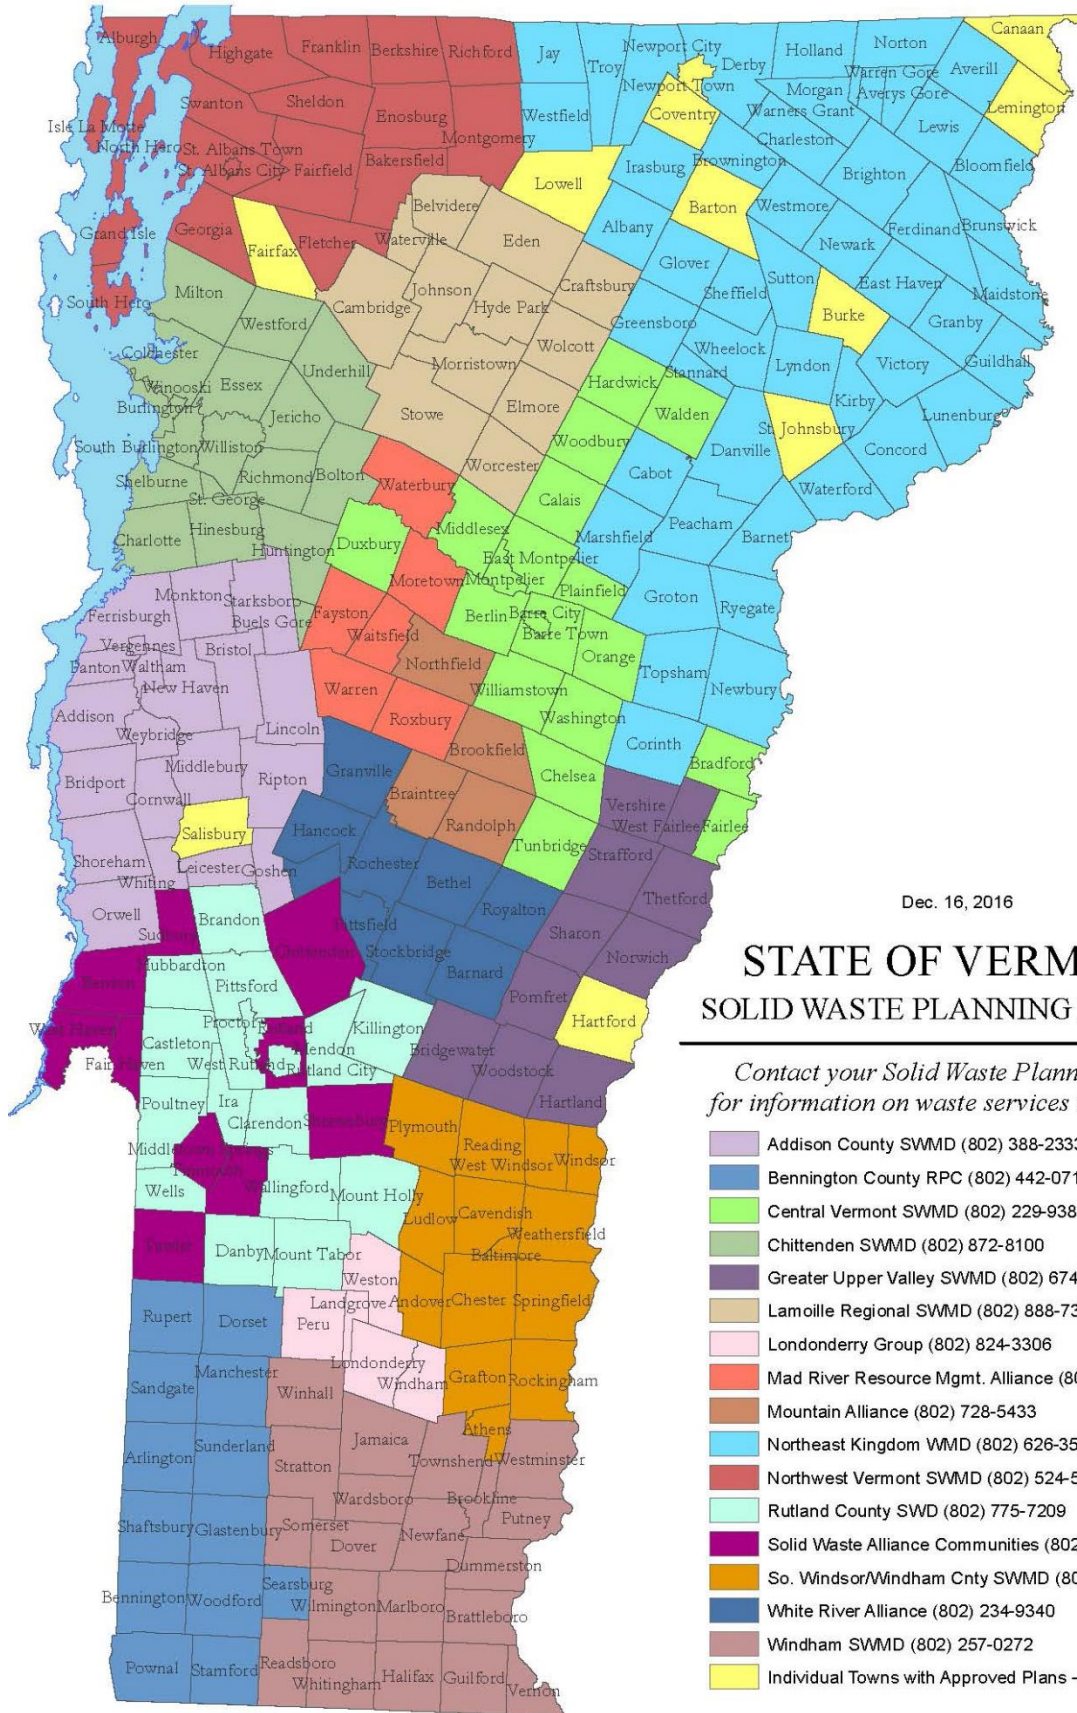 Alburgh
Highgate
Franklin
Berkshire
Richford
Jay
Troy
Newport City
Derby
Holland
Norton
Canaan
Averill
Warren Gore
Swanton
Sheldon
Enosburg
Montgomery
Westfield
Newport Town
Coventry
Morgan
Averys Gore
Warners Grant
Lemington
Lewis
Isle La Motte
North Hero
St. Albans Town
St. Albans City
Fairfield
Bakersfield
Lowell
Irasburg
Brownington
Charleston
Brighton
Bloomfield
Grand Isle
Georgia
Fairfax
Fletcher
Belvidere
Waterville
Eden
Albany
Barton
Westmore
Newark
Ferdinand
Brunswick
South Hero
Milton
Westford
Cambridge
Johnson
Hyde Park
Craftsbury
Glover
Sheffield
Sutton
East Haven
Maidstone
Burke
Granby
Greensboro
Wheelock
Colchester
Underhill
Morristown
Wolcott
Hardwick
Stannard
Lyndon
Victory
Guildhall
Winooski
Essex
Burlington
Jericho
Stowe
Elmore
Walden
Kirby
Lunenburg
South Burlington
Williston
Woodbury
St. Johnsbury
Danville
Concord
Shelburne
Richmond
Bolton
Waterbury
Worcester
Calais
Cabot
Waterford
St. George
Charlotte
Hinesburg
Huntington
Duxbury
Middlesex
East Montpelier
Marshfield
Peacham
Barnet
Moretown
Montpelier
Plainfield
Monkton
Starksboro
Buels Gore
Ferrisburgh
Fayston
Waitsfield
Berlin
Barre City
Barre Town
Groton
Ryegate
Vergennes
Panton
Waltham
Bristol
New Haven
Northfield
Orange
Topsham
Newbury
Addison
Weybridge
Lincoln
Warren
Roxbury
Williamstown
Washington
Bridport
Middlebury
Ripton
Granville
Brookfield
Chelsea
Corinth
Bradford
Cornwall
Salisbury
Hancock
Braintree
Randolph
Tunbridge
Vershire
West Fairlee
Fairlee
Shoreham
Whiting
Leicester
Goshen
Rochester
Bethel
Strafford
Thetford
Orwell
Sudbury
Brandon
Chittenden
Pittsfield
Royalton
Sharon
Norwich
Hubbardton
Pittsford
Stockbridge
Barnard
Benson
Pomfret
Hartford
West Haven
Fair Haven
Castleton
Proctor
Rutland
West Rutland
Mendon
Rutland City
Killington
Bridgewater
Woodstock
Hartland
Poultney
Ira
Clarendon
Shrewsbury
Plymouth
Reading
West Windsor
Windsor
Middletown Springs
Tinmouth
Wells
Wallingford
Mount Holly
Ludlow
Cavendish
Weathersfield
Baltimore
Pawlet
Danby
Mount Tabor
Weston
Landgrove
Andover
Chester
Springfield
Rupert
Dorset
Peru
Londonderry
Windham
Grafton
Rockingham
Sandgate
Manchester
Winhall
Athens
Arlington
Sunderland
Stratton
Jamaica
Townshend
Westminster
Wardsboro
Brookline
Shaftsbury
Glastenbury
Somerset
Dover
Newfane
Putney
Dummerston
Bennington
Woodford
Searsburg
Wilmington
Marlboro
Brattleboro
Pownal
Stamford
Readsboro
Whitingham
Halifax
Guilford
Vernon
Dec. 16, 2016
STATE OF VERM
SOLID WASTE PLANNING
Contact your Solid Waste Plann
for information on waste services
Addison County SWMD (802) 388-2333
Bennington County RPC (802) 442-071
Central Vermont SWMD (802) 229-938
Chittenden SWMD (802) 872-8100
Greater Upper Valley SWMD (802) 674
Lamoille Regional SWMD (802) 888-73
Londonderry Group (802) 824-3306
Mad River Resource Mgmt. Alliance (80
Mountain Alliance (802) 728-5433
Northeast Kingdom WMD (802) 626-35
Northwest Vermont SWMD (802) 524-5
Rutland County SWD (802) 775-7209
Solid Waste Alliance Communities (802
So. Windsor/Windham Cnty SWMD (80
White River Alliance (802) 234-9340
Windham SWMD (802) 257-0272
Individual Towns with Approved Plans -